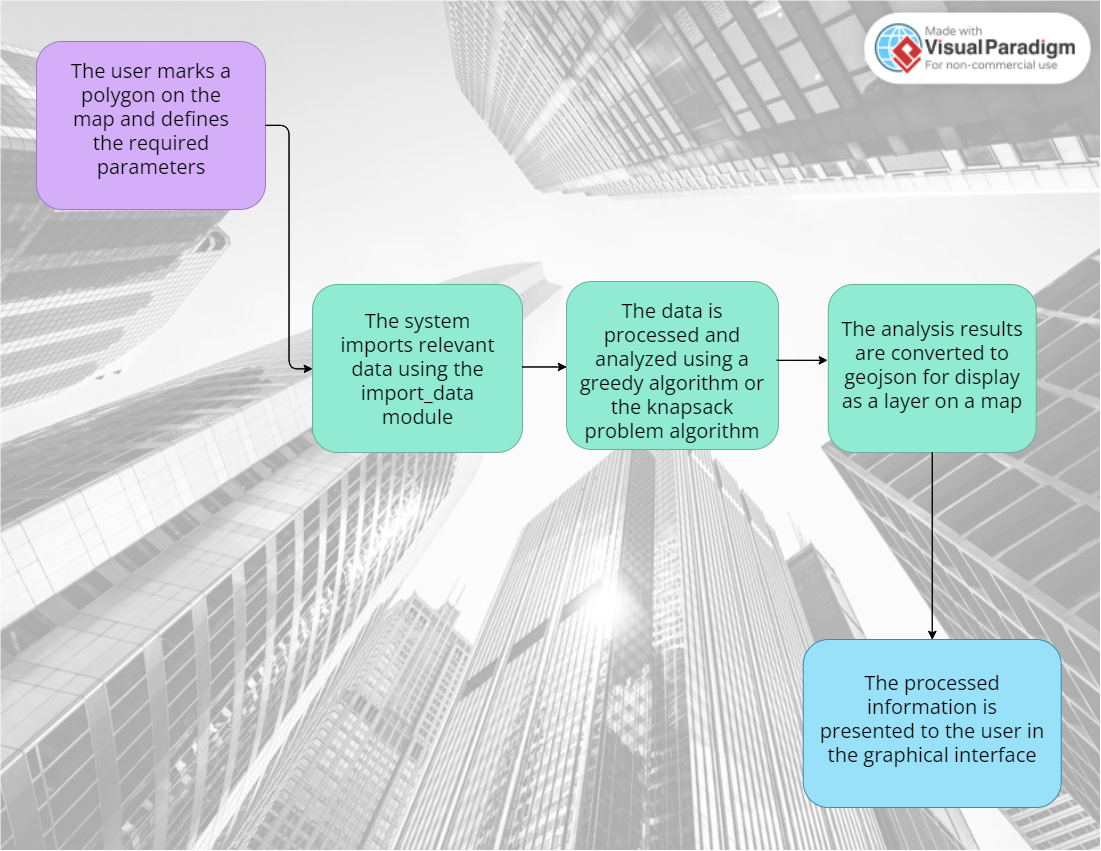 Made with
Visual Paradigm
For non-commercial use
The user marks a
polygon on the
map and defines
the required
parameters
The system
imports relevant
data using the
import_data
module
The data is
processed and
analyzed using a
greedy algorithm or
the knapsack
problem algorithm
The analysis results
are converted to
geojson for display
as a layer on a map
The processed
information is
presented to the user in
the graphical interface